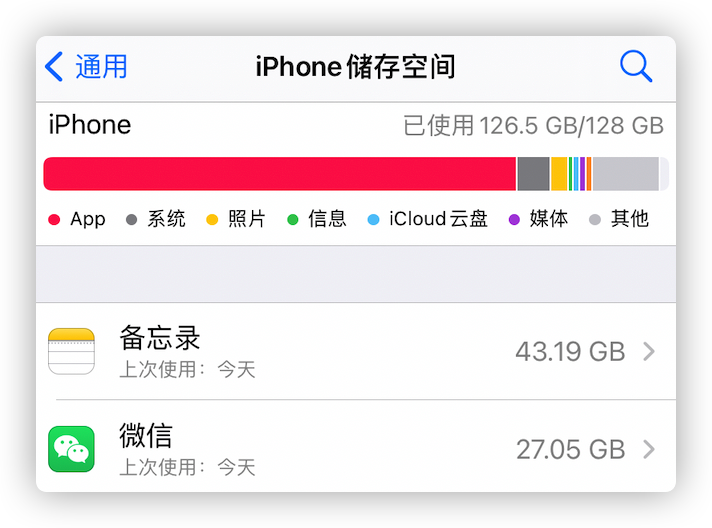 通用
iPhone储存空间
iPhone
已使用 126.5 GB/128 GB
App 系统 照片 信息 iCloud云盘 媒体 其他
备忘录
上次使用：今天
43.19 GB
微信
上次使用：今天
27.05 GB